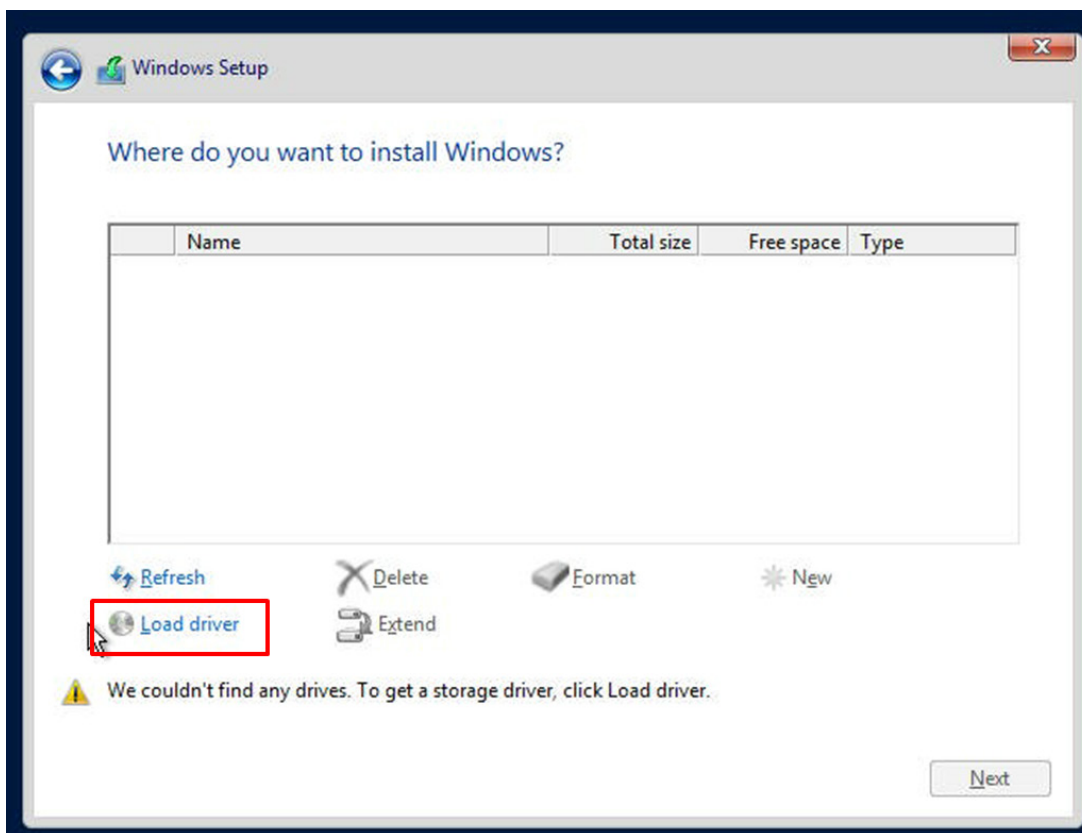 Windows Setup
Where do you want to install Windows?
Name Total size Free space Type
Refresh Delete Format New
Load driver Extend
We couldn't find any drives. To get a storage driver, click Load driver.
Next